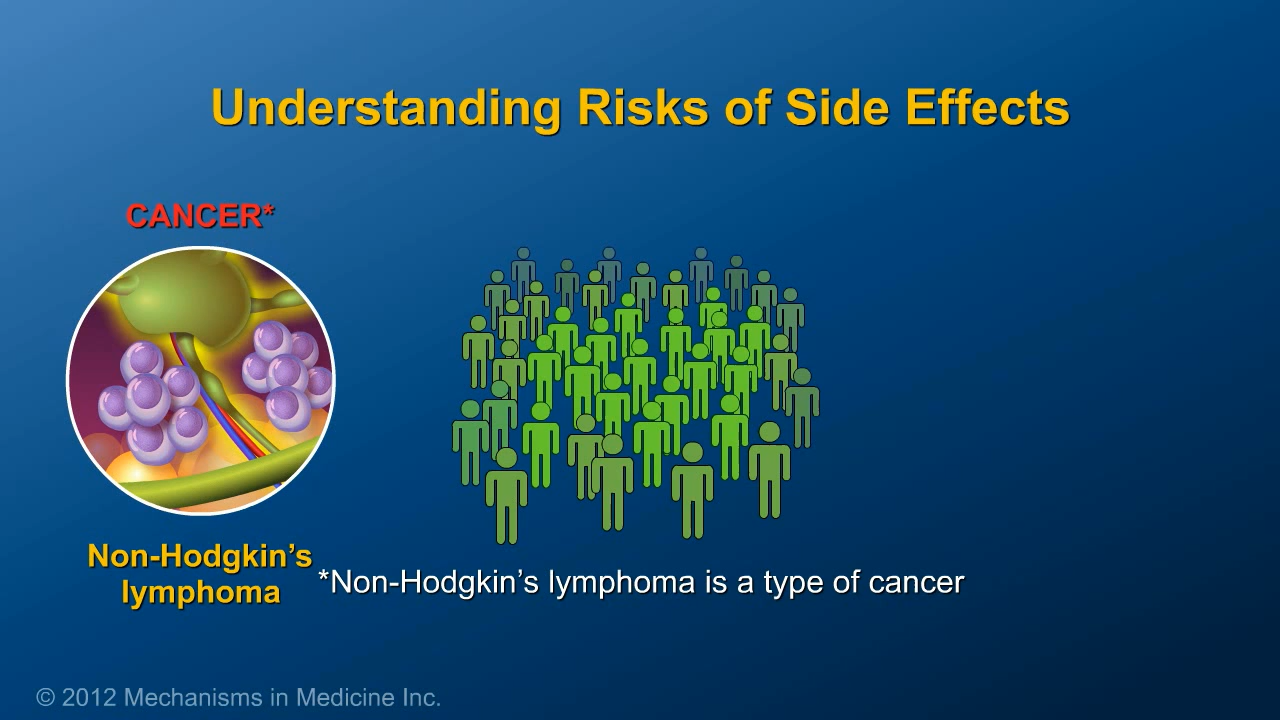 Understanding Risks of Side Effects
CANCER*
Non-Hodgkin’s
lymphoma
*Non-Hodgkin’s lymphoma is a type of cancer
© 2012 Mechanisms in Medicine Inc.